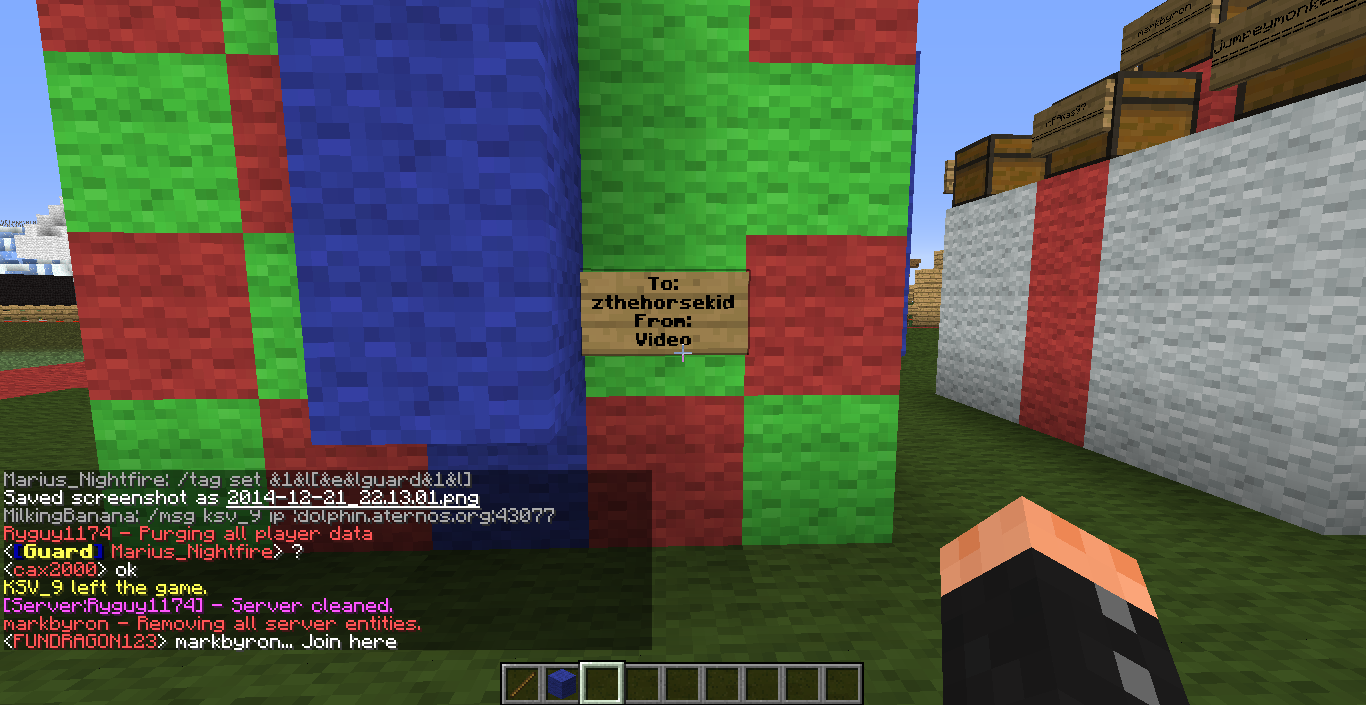 markbyron
To:
zthehorsekid
From:
Video
Marius_Nightfire: /tag set &1&l[&e&lguard&1&l]
Saved screenshot as 2014-12-21_22.13.01.png
MilkingBanana: /msg ksv_9 ip :dolphin.aternos.org:43077
Ryguy1174 - Purging all player data
<[Guard] Marius_Nightfire> ?
<cax2000> ok
KSV_9 left the game.
[Server:Ryguy1174] - Server cleaned.
markbyron - Removing all server entities.
<FUNDRAGON123> markbyron... Join here